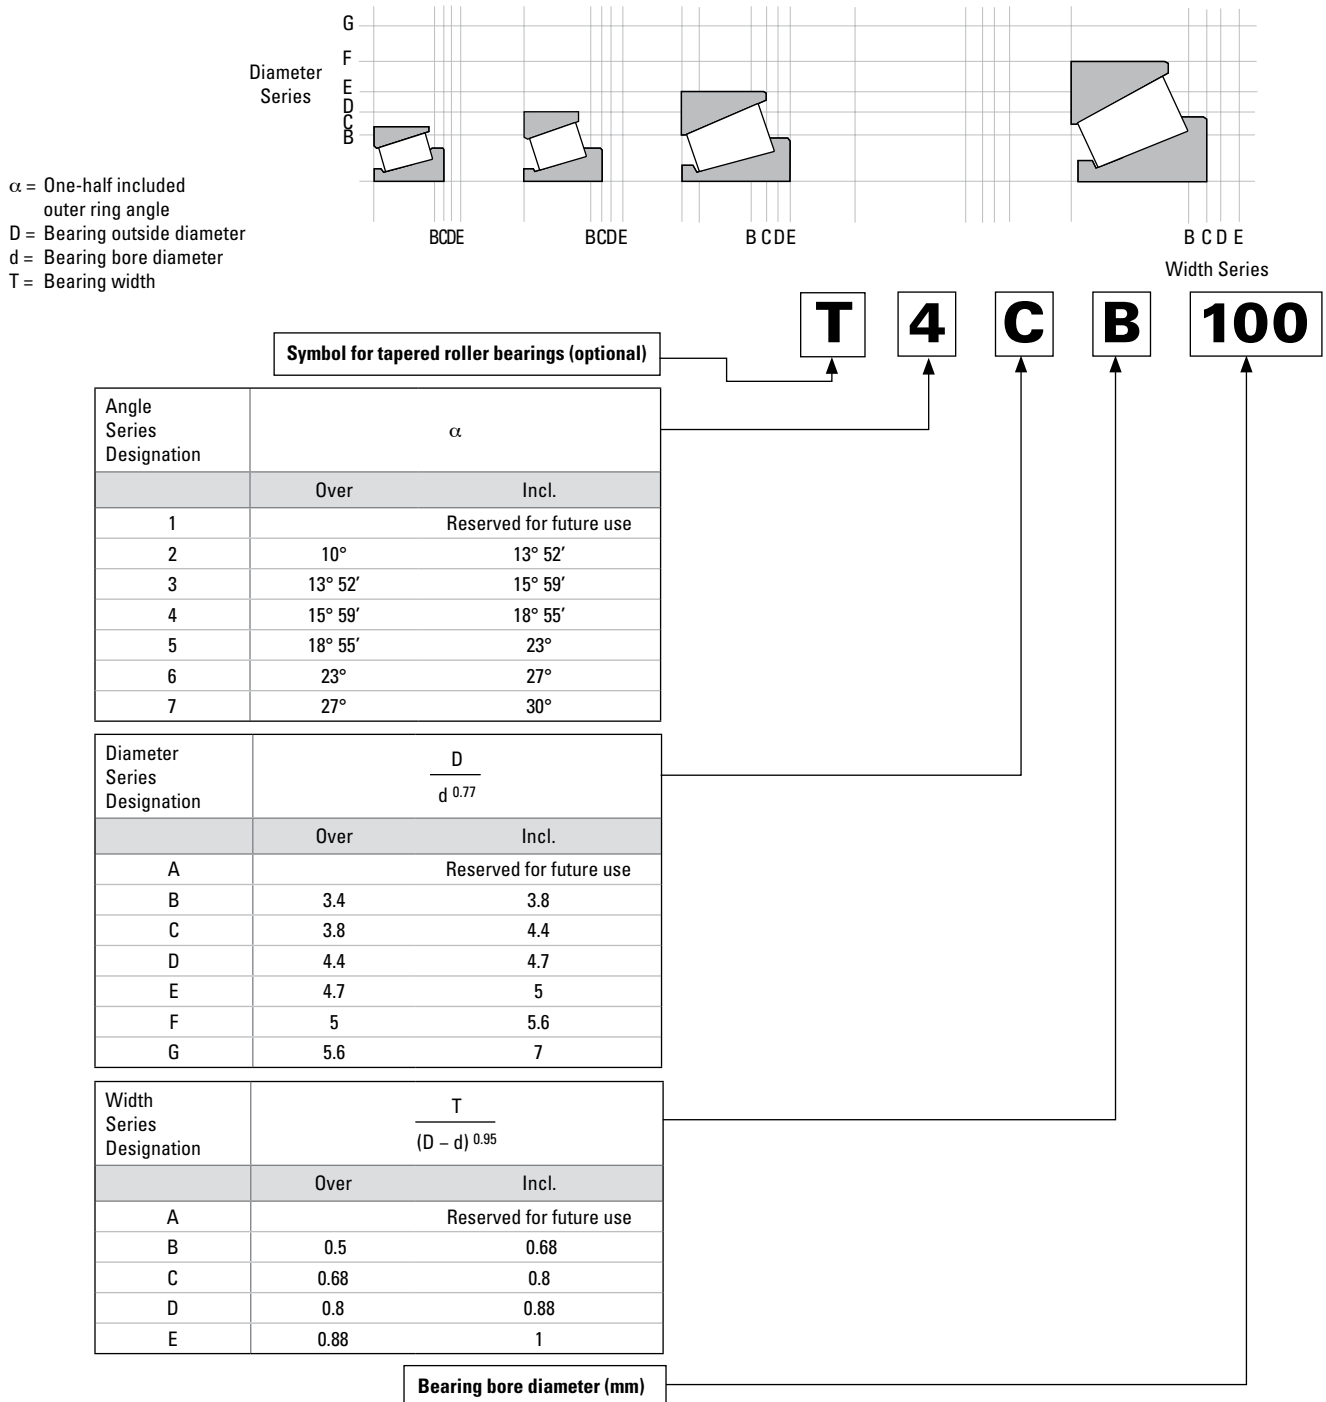 G
F
E
D
C
B
Diameter
Series
α = One-half included
outer ring angle
D = Bearing outside diameter
d = Bearing bore diameter
T = Bearing width
BCDE BCDE B C D E B C D E
Width Series
T 4 C B 100
Symbol for tapered roller bearings (optional)
Angle
Series
Designation
α
Over Incl.
1 Reserved for future use
2 10° 13° 52′
3 13° 52′ 15° 59′
4 15° 59′ 18° 55′
5 18° 55′ 23°
6 23° 27°
7 27° 30°
Diameter
Series
Designation
D
d 0.77
Over Incl.
A Reserved for future use
B 3.4 3.8
C 3.8 4.4
D 4.4 4.7
E 4.7 5
F 5 5.6
G 5.6 7
Width
Series
Designation
T
(D – d) 0.95
Over Incl.
A Reserved for future use
B 0.5 0.68
C 0.68 0.8
D 0.8 0.88
E 0.88 1
Bearing bore diameter (mm)